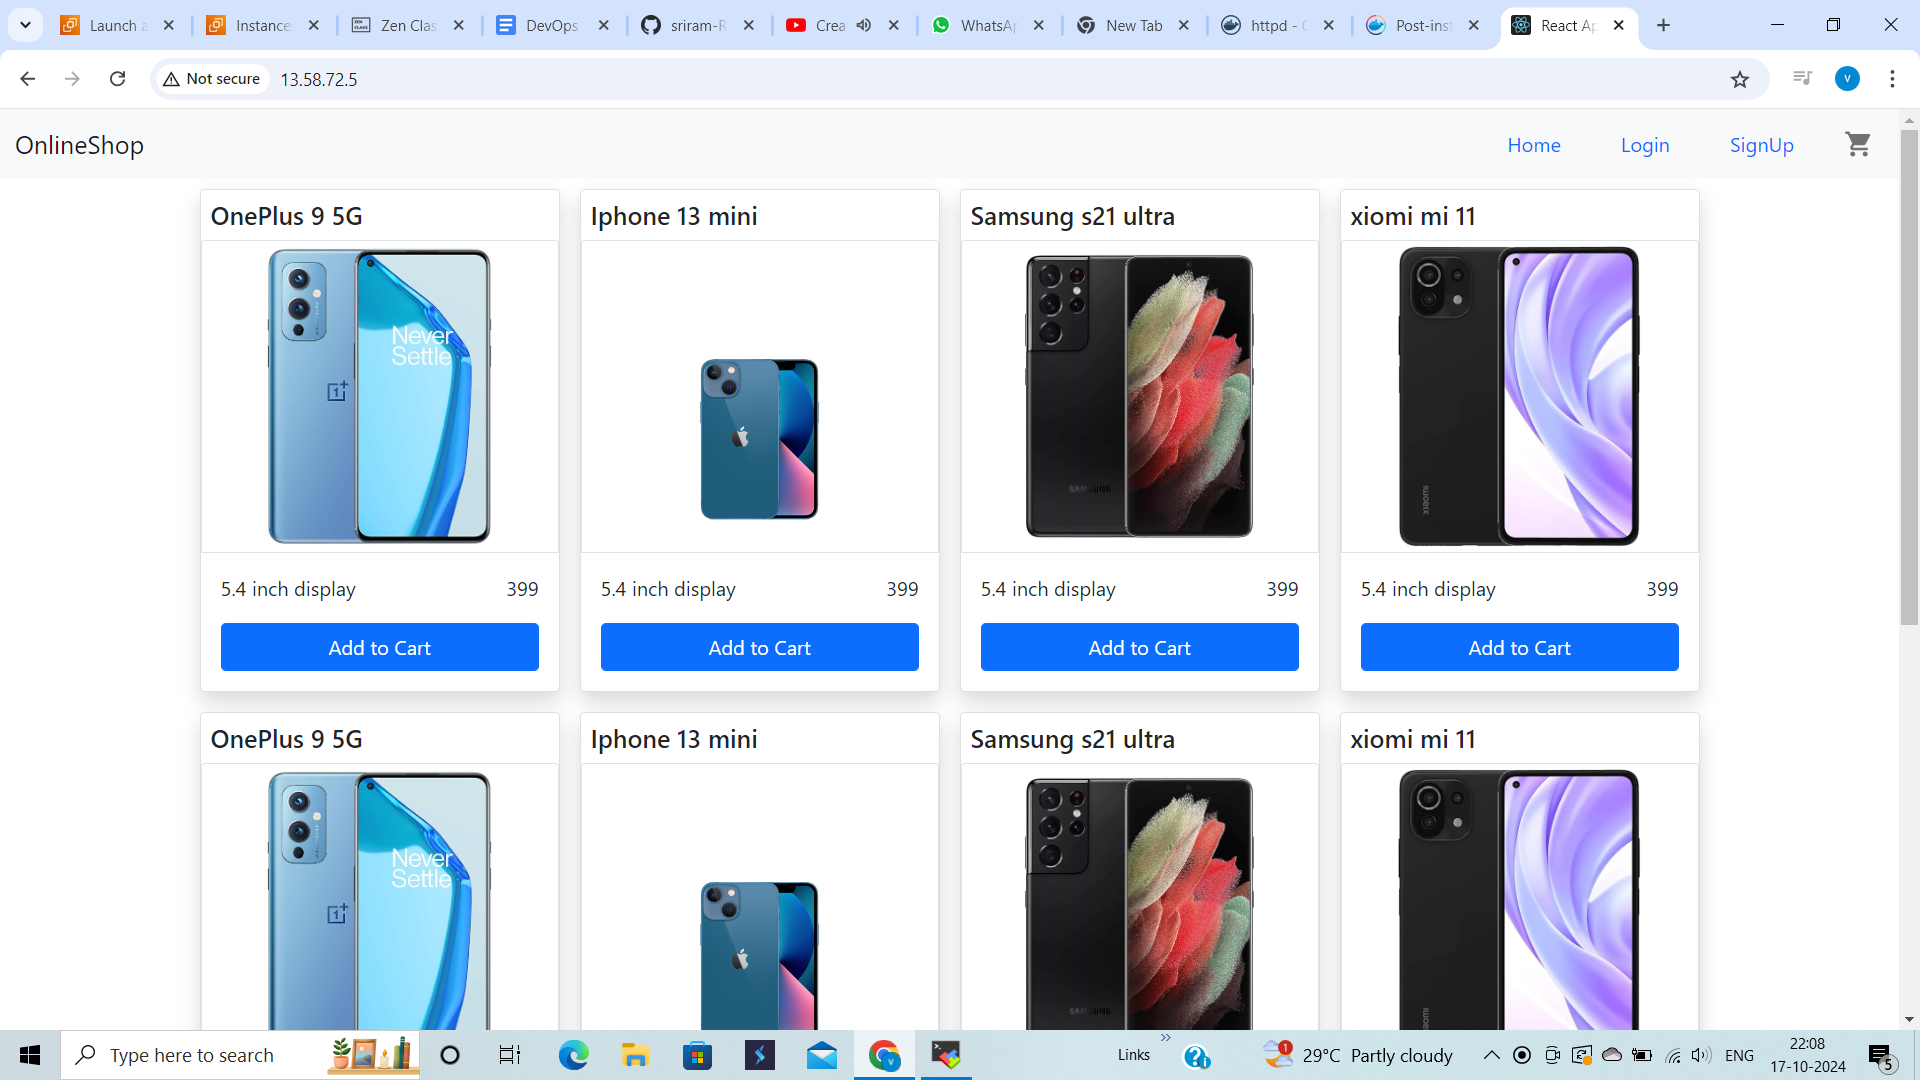 Launch a
Instance
Zen Clas
DevOps
sriram-R
Crea
WhatsAp
New Tab
httpd - 
Post-inst
React Ap
Not secure
13.58.72.5
V
OnlineShop
Home
Login
SignUp
OnePlus 9 5G
Iphone 13 mini
Samsung s21 ultra
xiomi mi 11
Never
Settle
SAMSUNG
xiaomi
5.4 inch display 399
5.4 inch display 399
5.4 inch display 399
5.4 inch display 399
Add to Cart
Add to Cart
Add to Cart
Add to Cart
OnePlus 9 5G
Iphone 13 mini
Samsung s21 ultra
xiomi mi 11
Never
Settle
SAMSUNG
Type here to search
Links
1
29°C Partly cloudy
ENG
22:08
17-10-2024
5